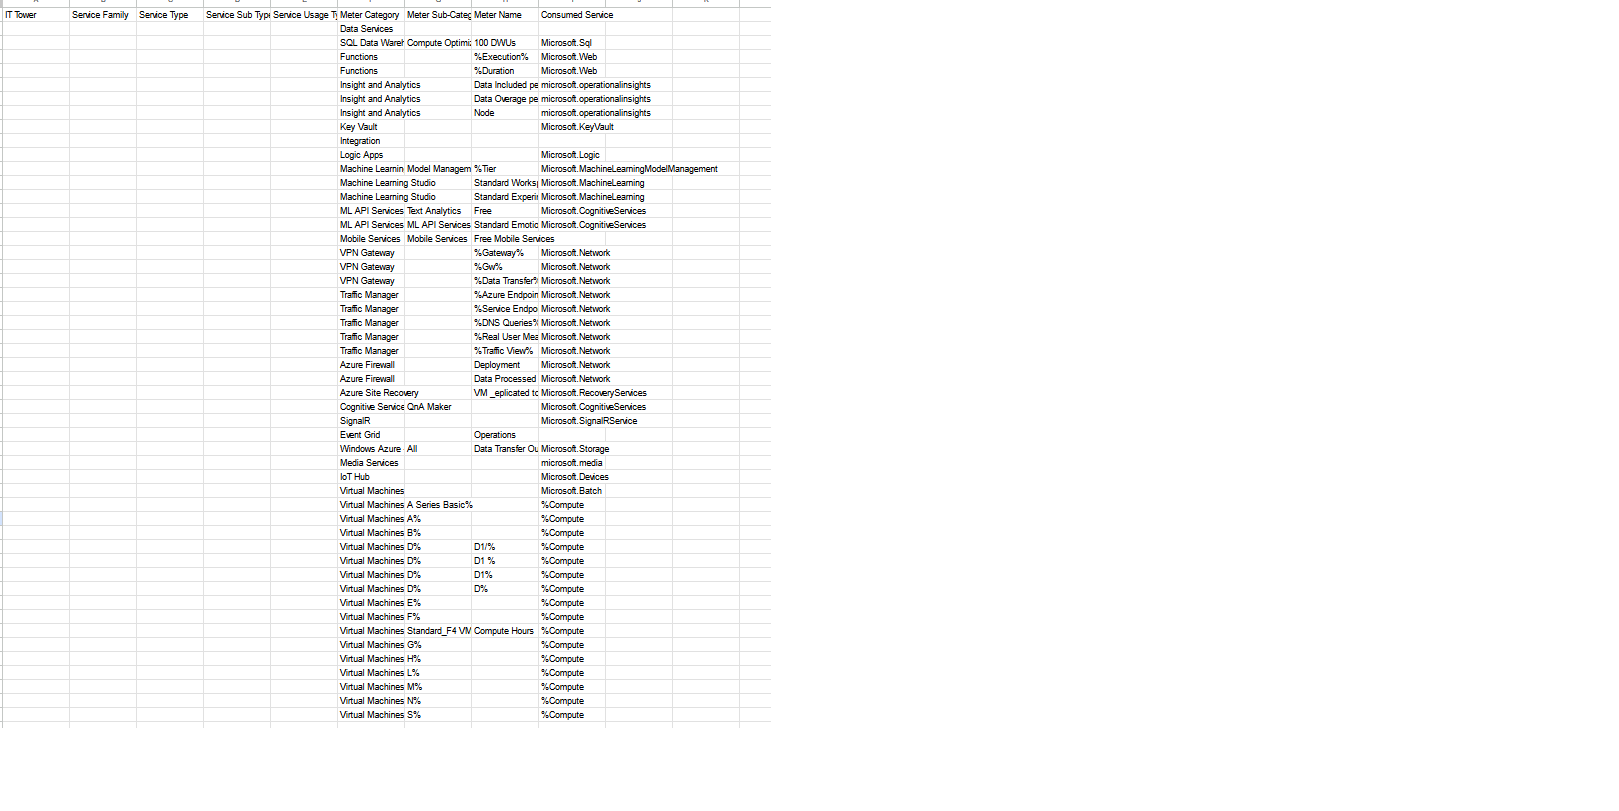 IT Tower Service Family Service Type Service Sub Type Service Usage Ty Meter Category Meter Sub-Categ Meter Name Consumed Service
Data Services
SQL Data Wareh Compute Optimiz 100 DWUs Microsoft.Sql
Functions %Execution% Microsoft.Web
Functions %Duration Microsoft.Web
Insight and Analytics Data Included pe microsoft.operationalinsights
Insight and Analytics Data Overage pe microsoft.operationalinsights
Insight and Analytics Node microsoft.operationalinsights
Key Vault Microsoft.KeyVault
Integration
Logic Apps Microsoft.Logic
Machine Learnin Model Managem %Tier Microsoft.MachineLearningModelManagement
Machine Learning Studio Standard Worksp Microsoft.MachineLearning
Machine Learning Studio Standard Experim Microsoft.MachineLearning
ML API Services Text Analytics Free Microsoft.CognitiveServices
ML API Services ML API Services Standard Emotio Microsoft.CognitiveServices
Mobile Services Mobile Services Free Mobile Services
VPN Gateway %Gateway% Microsoft.Network
VPN Gateway %Gw% Microsoft.Network
VPN Gateway %Data Transfer% Microsoft.Network
Traffic Manager %Azure Endpoin Microsoft.Network
Traffic Manager %Service Endpo Microsoft.Network
Traffic Manager %DNS Queries% Microsoft.Network
Traffic Manager %Real User Mea Microsoft.Network
Traffic Manager %Traffic View% Microsoft.Network
Azure Firewall Deployment Microsoft.Network
Azure Firewall Data Processed Microsoft.Network
Azure Site Recovery VM _eplicated to Microsoft.RecoveryServices
Cognitive Service QnA Maker Microsoft.CognitiveServices
SignalR Microsoft.SignalRService
Event Grid Operations
Windows Azure All Data Transfer Ou Microsoft.Storage
Media Services microsoft.media
IoT Hub Microsoft.Devices
Virtual Machines Microsoft.Batch
Virtual Machines A Series Basic% %Compute
Virtual Machines A% %Compute
Virtual Machines B% %Compute
Virtual Machines D% D1/% %Compute
Virtual Machines D% D1 % %Compute
Virtual Machines D% D1% %Compute
Virtual Machines D% D% %Compute
Virtual Machines E% %Compute
Virtual Machines F% %Compute
Virtual Machines Standard_F4 VM Compute Hours %Compute
Virtual Machines G% %Compute
Virtual Machines H% %Compute
Virtual Machines L% %Compute
Virtual Machines M% %Compute
Virtual Machines N% %Compute
Virtual Machines S% %Compute